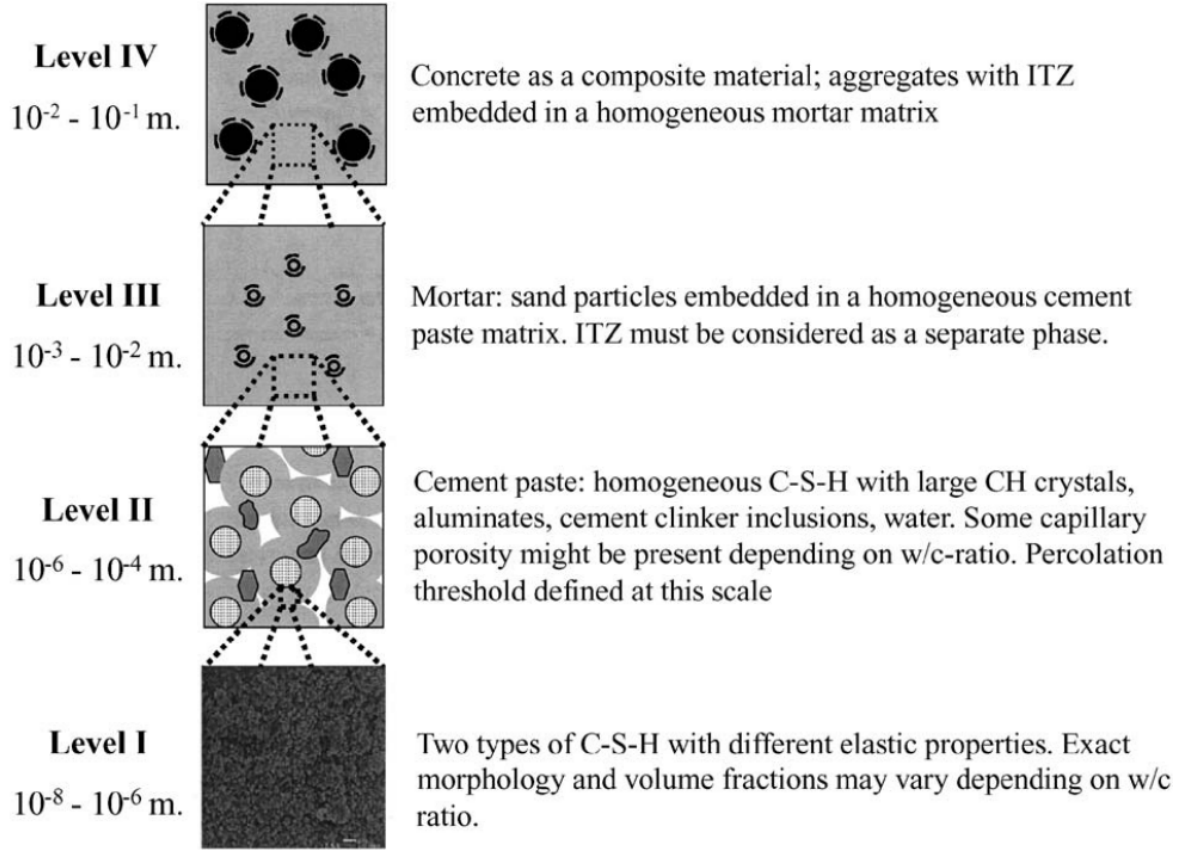 Level IV
10⁻² - 10⁻¹ m.
Concrete as a composite material; aggregates with ITZ
embedded in a homogeneous mortar matrix
Level III
10⁻³ - 10⁻² m.
Mortar: sand particles embedded in a homogeneous cement
paste matrix. ITZ must be considered as a separate phase.
Level II
10⁻⁶ - 10⁻⁴ m.
Cement paste: homogeneous C-S-H with large CH crystals,
aluminates, cement clinker inclusions, water. Some capillary
porosity might be present depending on w/c-ratio. Percolation
threshold defined at this scale
Level I
10⁻⁸ - 10⁻⁶ m.
Two types of C-S-H with different elastic properties. Exact
morphology and volume fractions may vary depending on w/c
ratio.